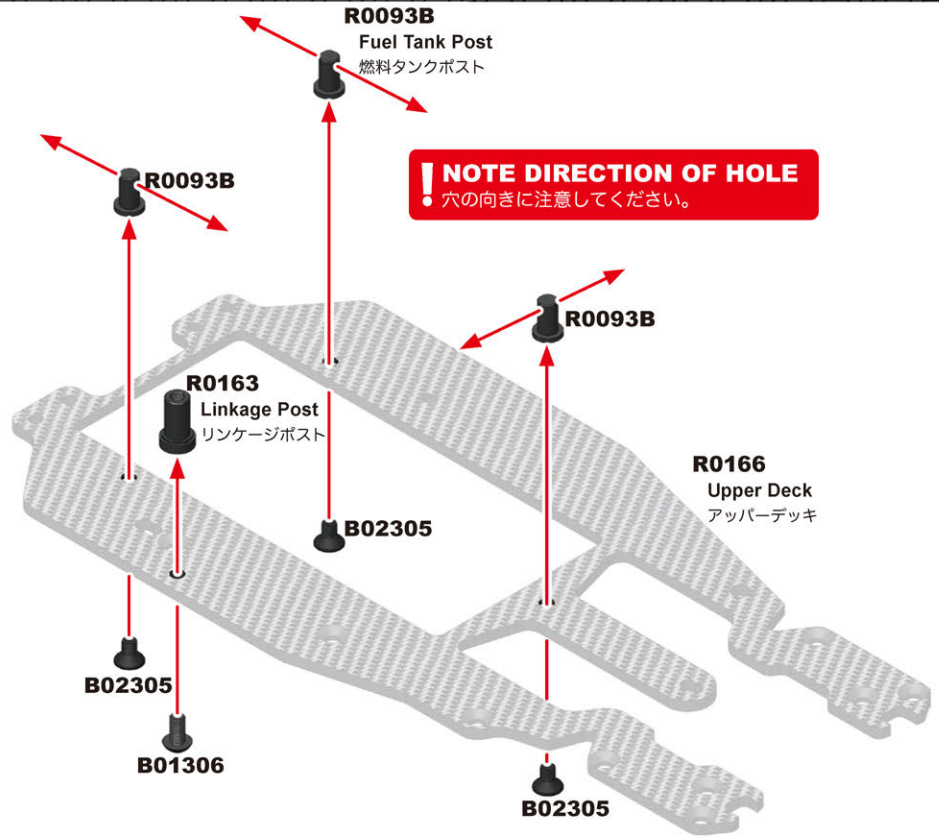 R0093B
Fuel Tank Post
燃料タンクポスト
R0093B
! NOTE DIRECTION OF HOLE
穴の向きに注意してください。
R0093B
R0163
Linkage Post
リンケージポスト
R0166
Upper Deck
アッパーデッキ
B02305
B02305
B01306
B02305